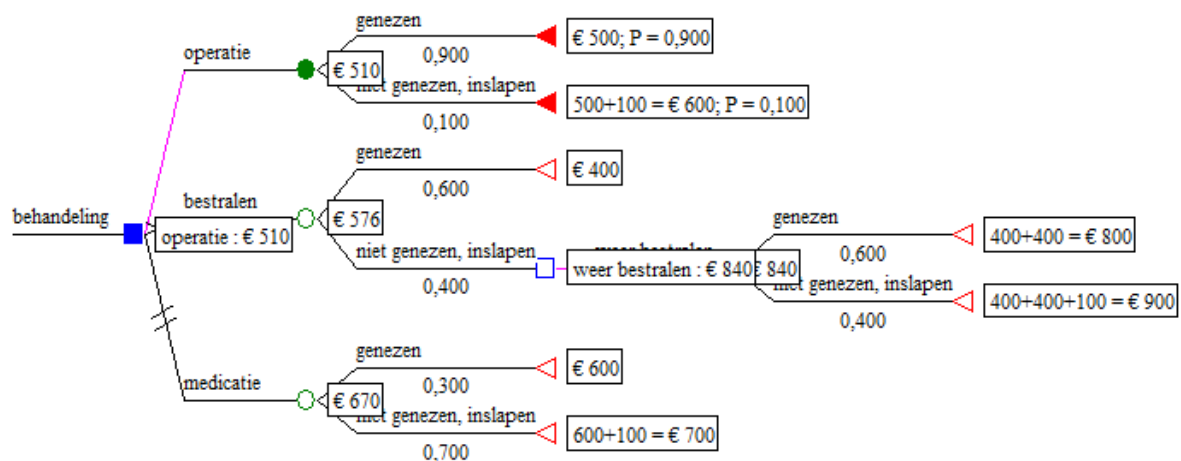 genezen
€ 500; P = 0,900
operatie
0,900
€ 510
niet genezen, inslapen
500+100 = € 600; P = 0,100
0,100
genezen
€ 400
0,600
bestralen
€ 576
behandeling
operatie : € 510
genezen
400+400 = € 800
0,600
niet genezen, inslapen
weer bestralen
weer bestralen : € 840
€ 840
0,400
niet genezen, inslapen
400+400+100 = € 900
0,400
genezen
€ 600
0,300
medicatie
€ 670
niet genezen, inslapen
600+100 = € 700
0,700